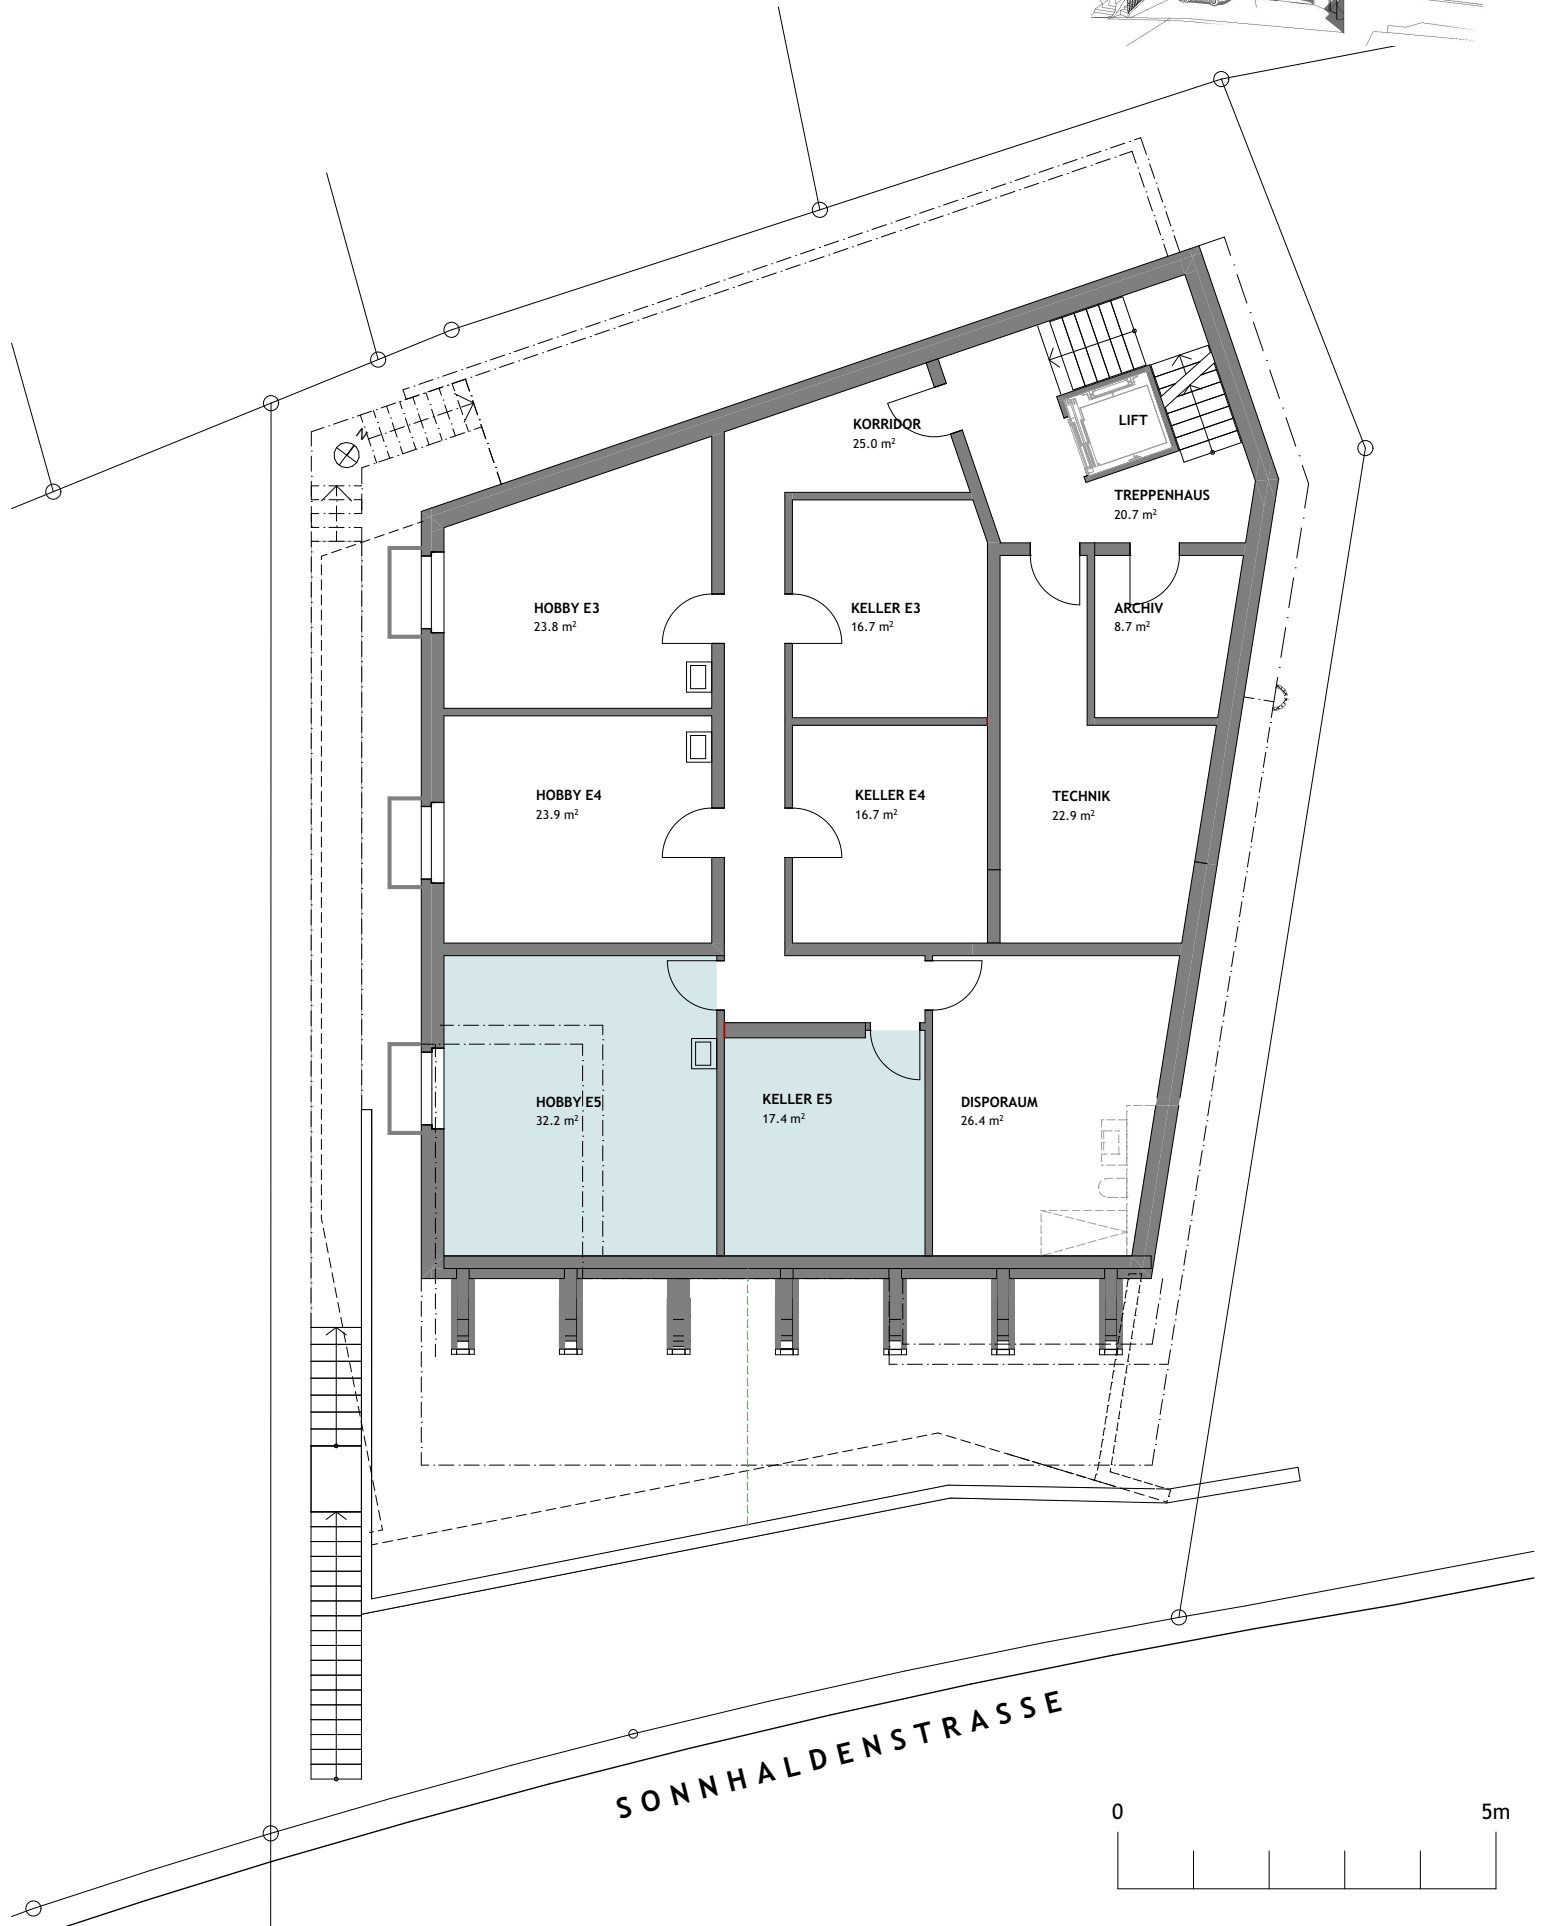 N
LIFT
KORRIDOR
25.0 m²
TREPPENHAUS
20.7 m²
HOBBY E3
23.8 m²
KELLER E3
16.7 m²
ARCHIV
8.7 m²
HOBBY E4
23.9 m²
KELLER E4
16.7 m²
TECHNIK
22.9 m²
HOBBY E5
32.2 m²
KELLER E5
17.4 m²
DISPORAUM
26.4 m²
SONNHALDENSTRASSE
0 5m